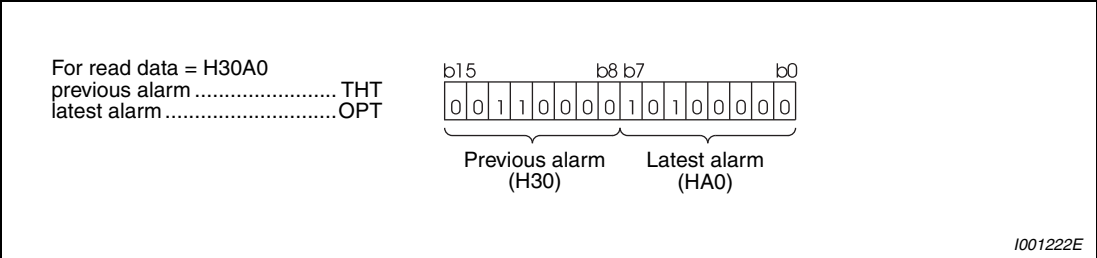 For read data = H30A0
previous alarm ........................ THT
latest alarm .............................OPT
b15 b8 b7 b0
0 0 1 1 0 0 0 0 1 0 1 0 0 0 0 0
Previous alarm Latest alarm
(H30) (HA0)
I001222E